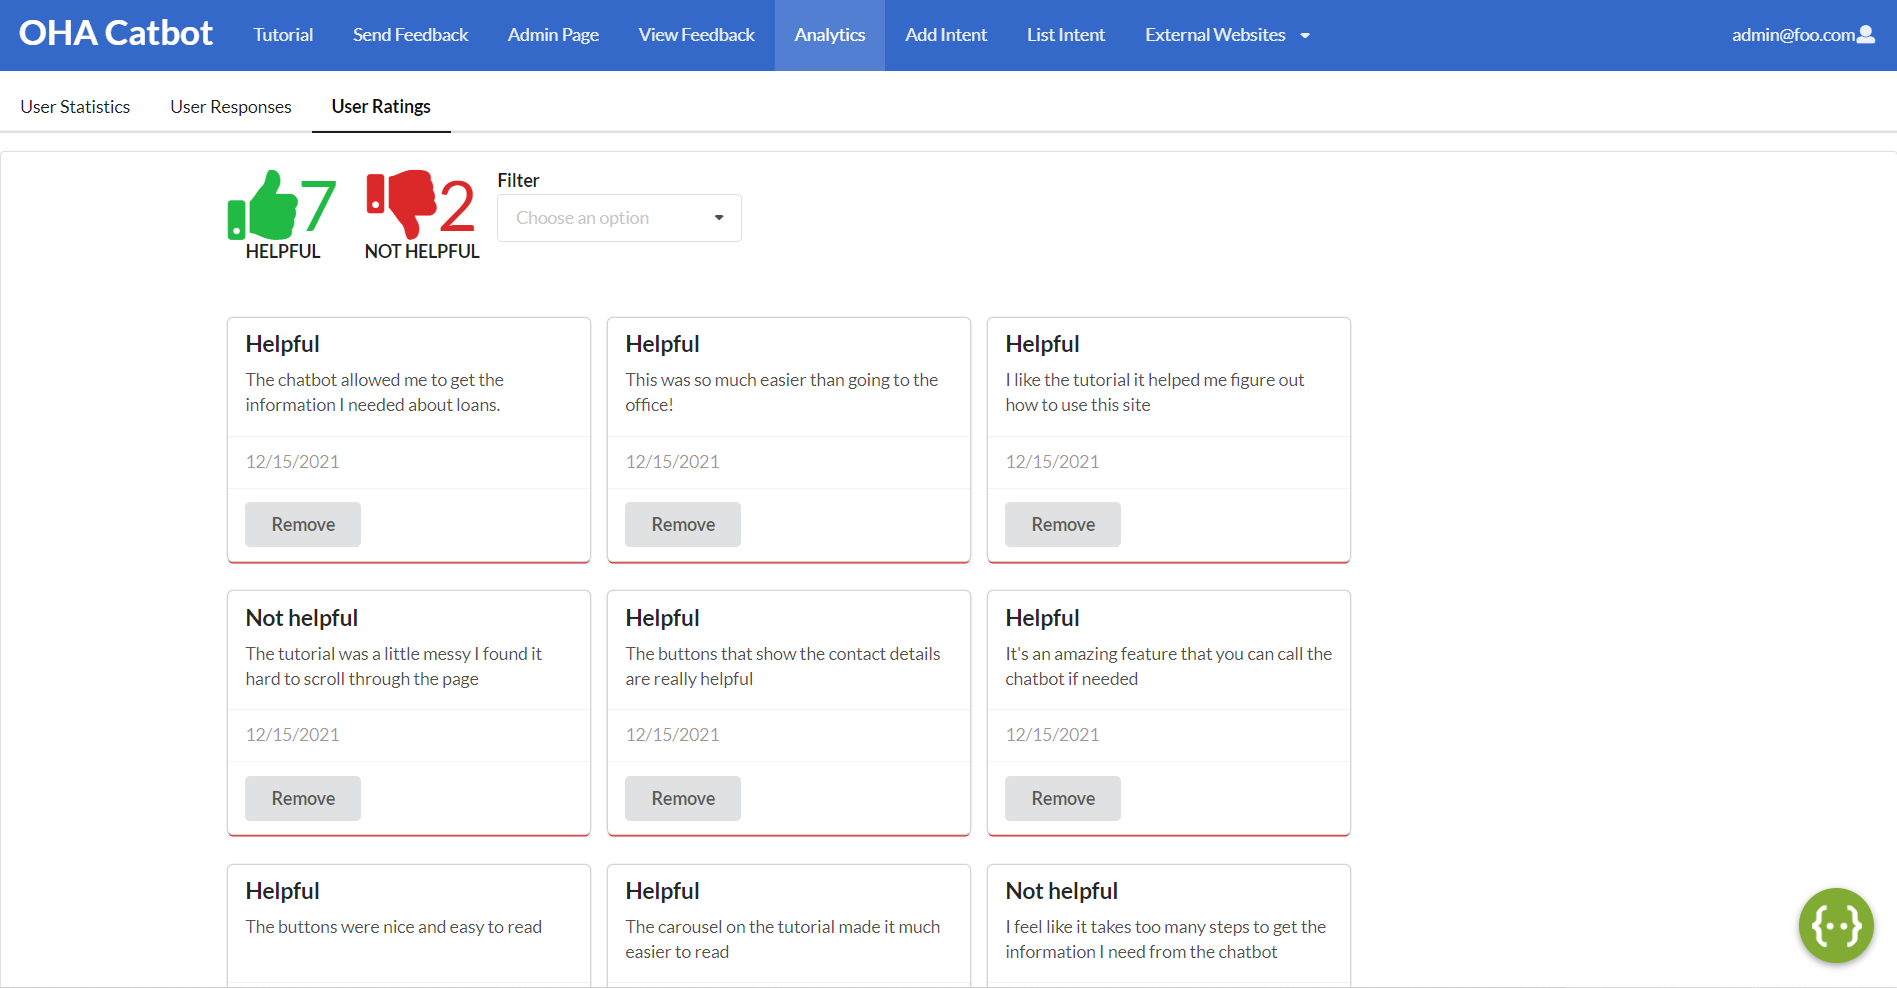 OHA Catbot
Tutorial
Send Feedback
Admin Page
View Feedback
Analytics
Add Intent
List Intent
External Websites
admin@foo.com
User Statistics
User Responses
User Ratings
7
HELPFUL
2
NOT HELPFUL
Filter
Choose an option
Helpful
The chatbot allowed me to get the
information I needed about loans.
12/15/2021
Remove
Helpful
This was so much easier than going to the
office!
12/15/2021
Remove
Helpful
I like the tutorial it helped me figure out
how to use this site
12/15/2021
Remove
Not helpful
The tutorial was a little messy I found it
hard to scroll through the page
12/15/2021
Remove
Helpful
The buttons that show the contact details
are really helpful
12/15/2021
Remove
Helpful
It's an amazing feature that you can call the
chatbot if needed
12/15/2021
Remove
Helpful
The buttons were nice and easy to read
Helpful
The carousel on the tutorial made it much
easier to read
Not helpful
I feel like it takes too many steps to get the
information I need from the chatbot